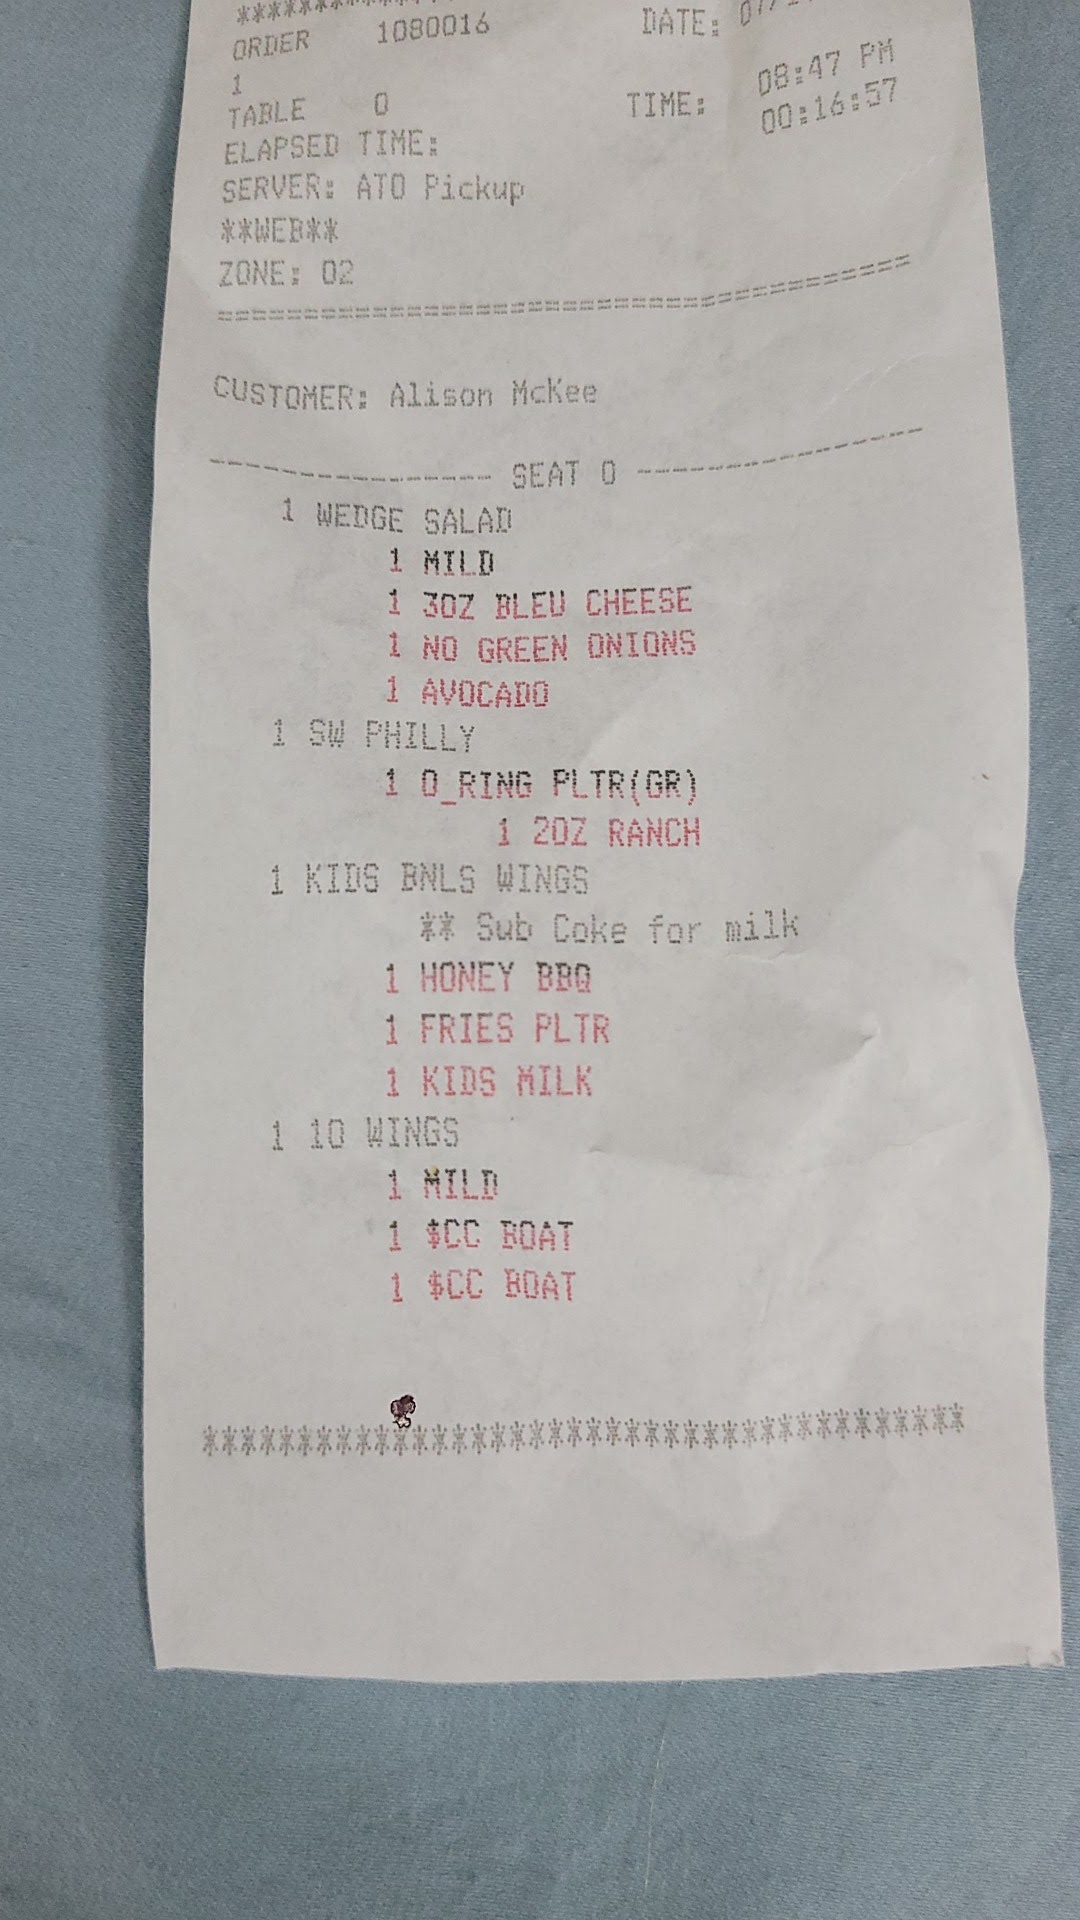 *****************
ORDER 1080016 DATE:
1
08:47 PM
TABLE 0 TIME: 00:16:57
ELAPSED TIME:
SERVER: ATO Pickup
**WEB**
ZONE: 02
========================================
CUSTOMER: Alison McKee
---------------- SEAT 0 ----------------
1 WEDGE SALAD
1 MILD
1 3OZ BLEU CHEESE
1 NO GREEN ONIONS
1 AVOCADO
1 SW PHILLY
1 O_RING PLTR(GR)
1 2OZ RANCH
1 KIDS BNLS WINGS
** Sub Coke for milk
1 HONEY BBQ
1 FRIES PLTR
1 KIDS MILK
1 10 WINGS
1 MILD
1 $CC BOAT
1 $CC BOAT
****************************************